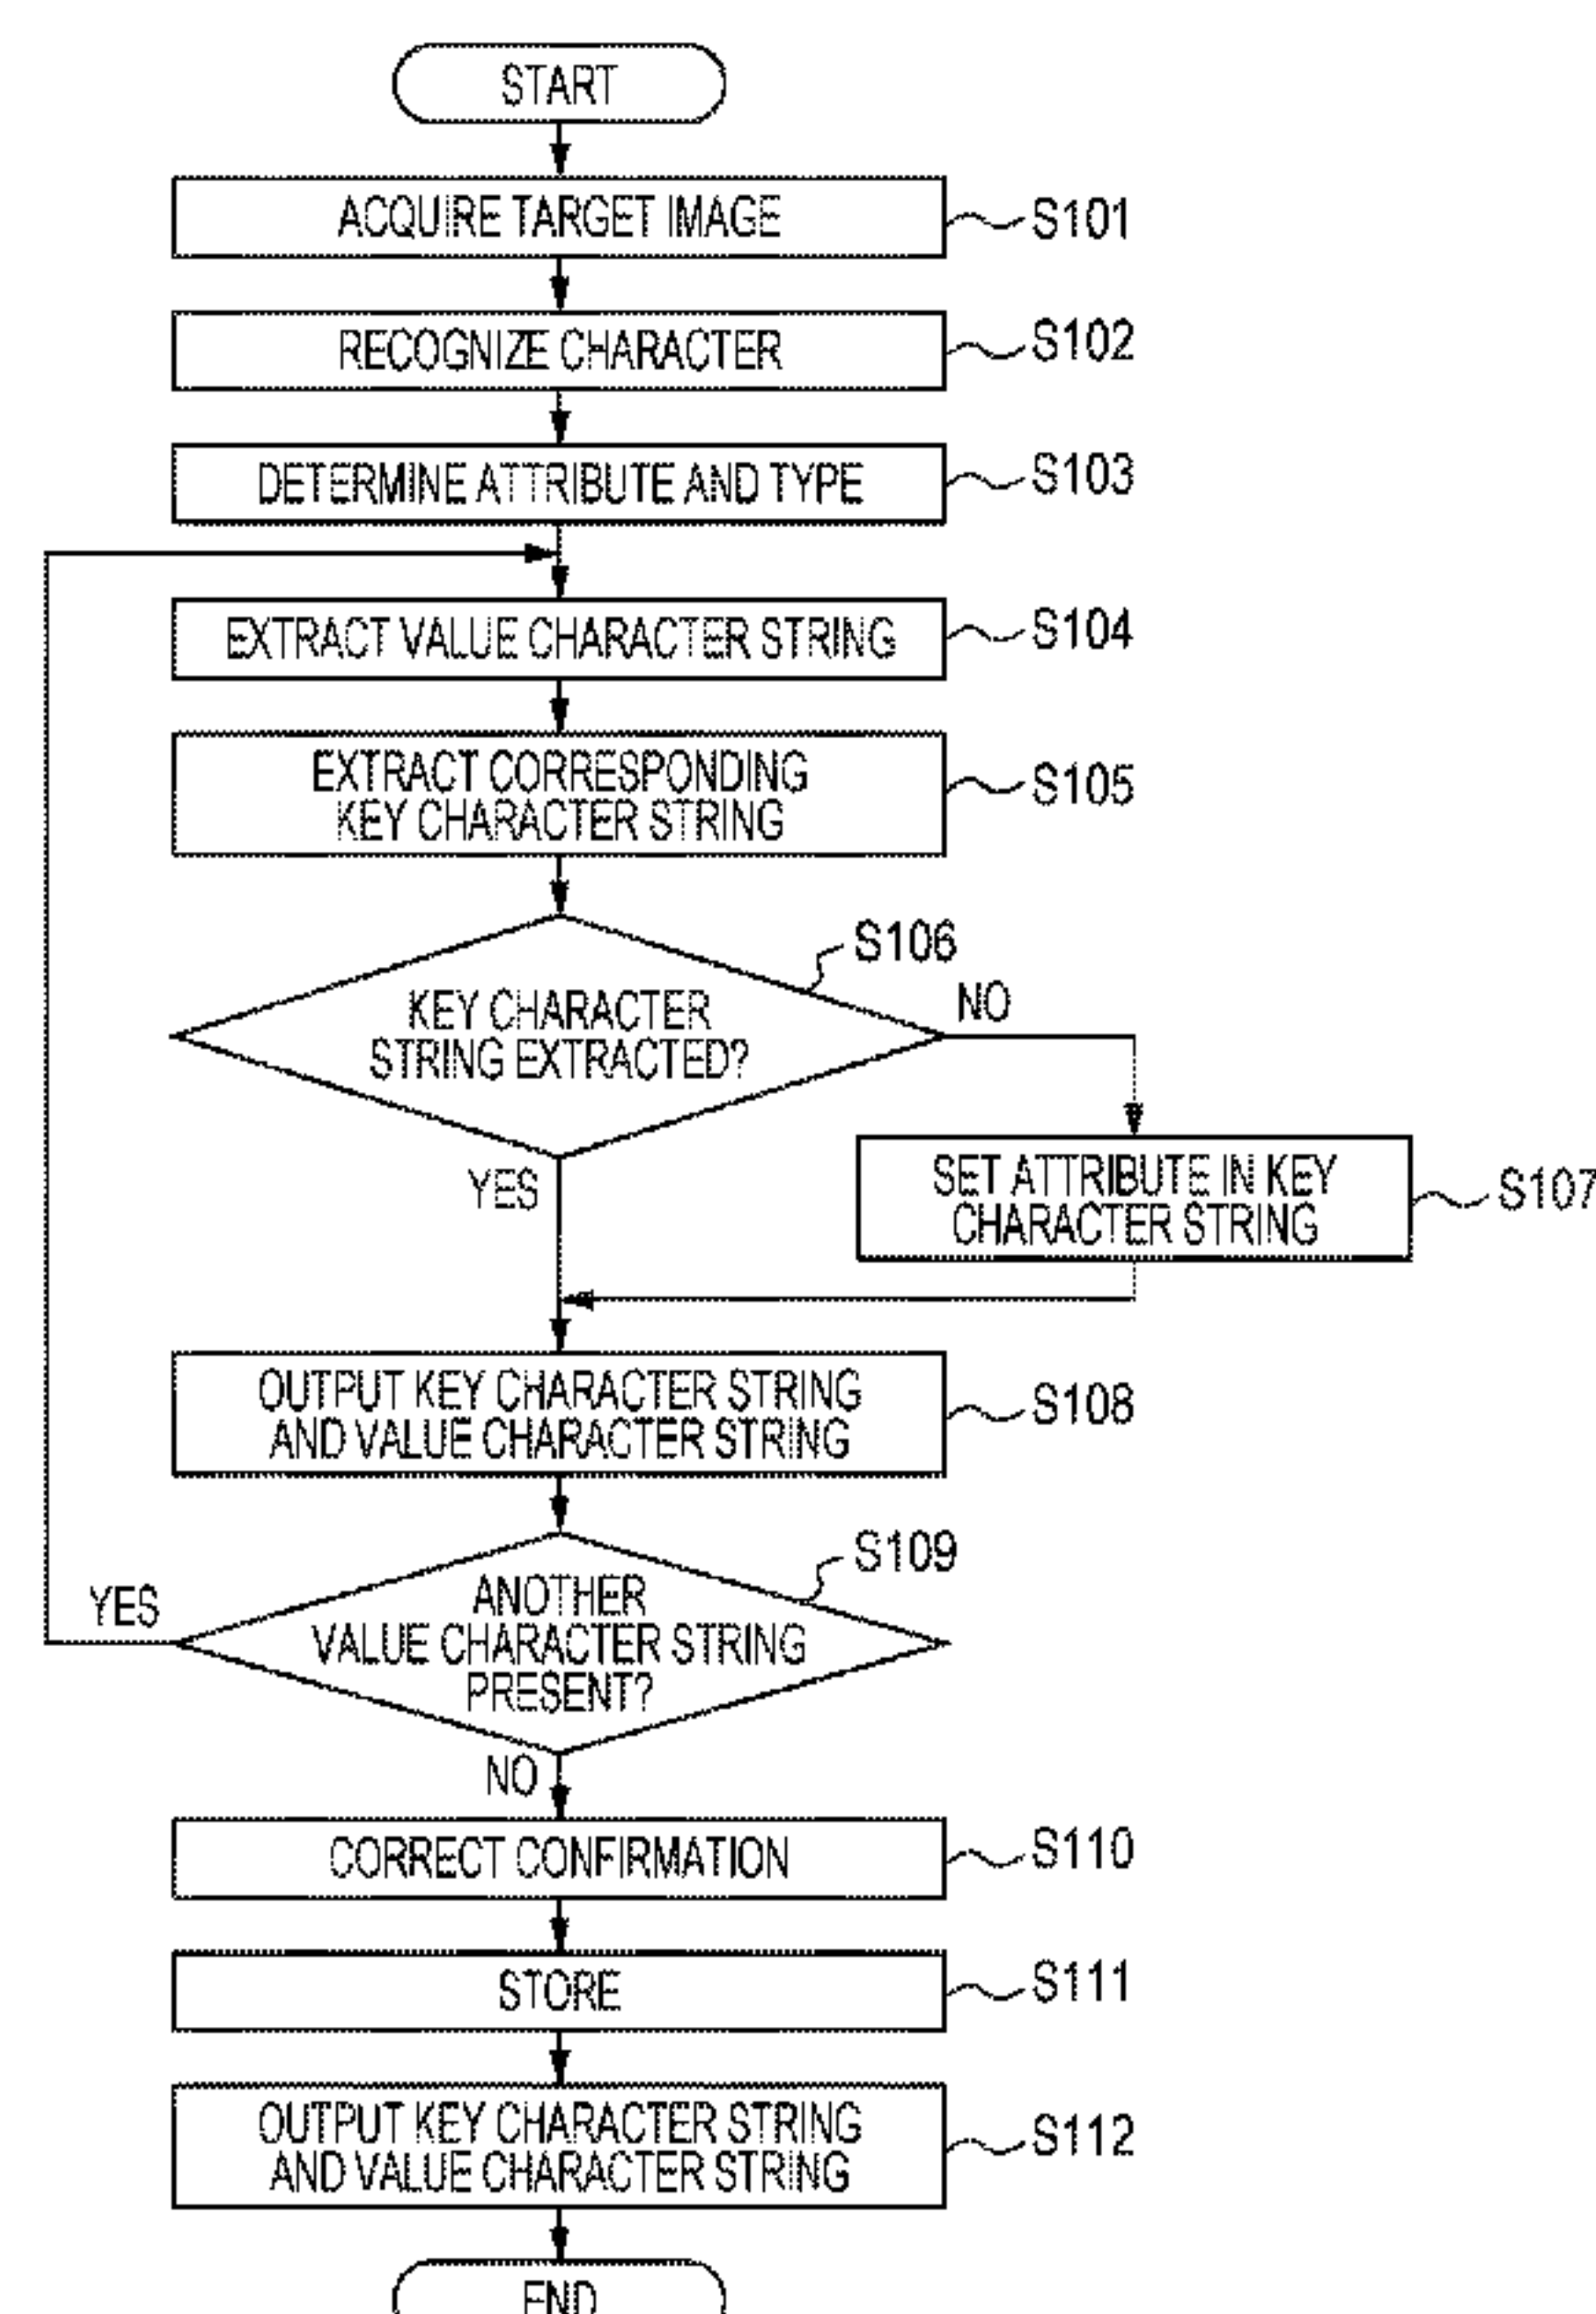 START
ACQUIRE TARGET IMAGE
S101
RECOGNIZE CHARACTER
S102
DETERMINE ATTRIBUTE AND TYPE
S103
EXTRACT VALUE CHARACTER STRING
S104
EXTRACT CORRESPONDING
KEY CHARACTER STRING
S105
S106
KEY CHARACTER
STRING EXTRACTED?
NO
YES
SET ATTRIBUTE IN KEY
CHARACTER STRING
S107
OUTPUT KEY CHARACTER STRING
AND VALUE CHARACTER STRING
S108
S109
ANOTHER
VALUE CHARACTER STRING
PRESENT?
YES
NO
CORRECT CONFIRMATION
S110
STORE
S111
OUTPUT KEY CHARACTER STRING
AND VALUE CHARACTER STRING
S112
END